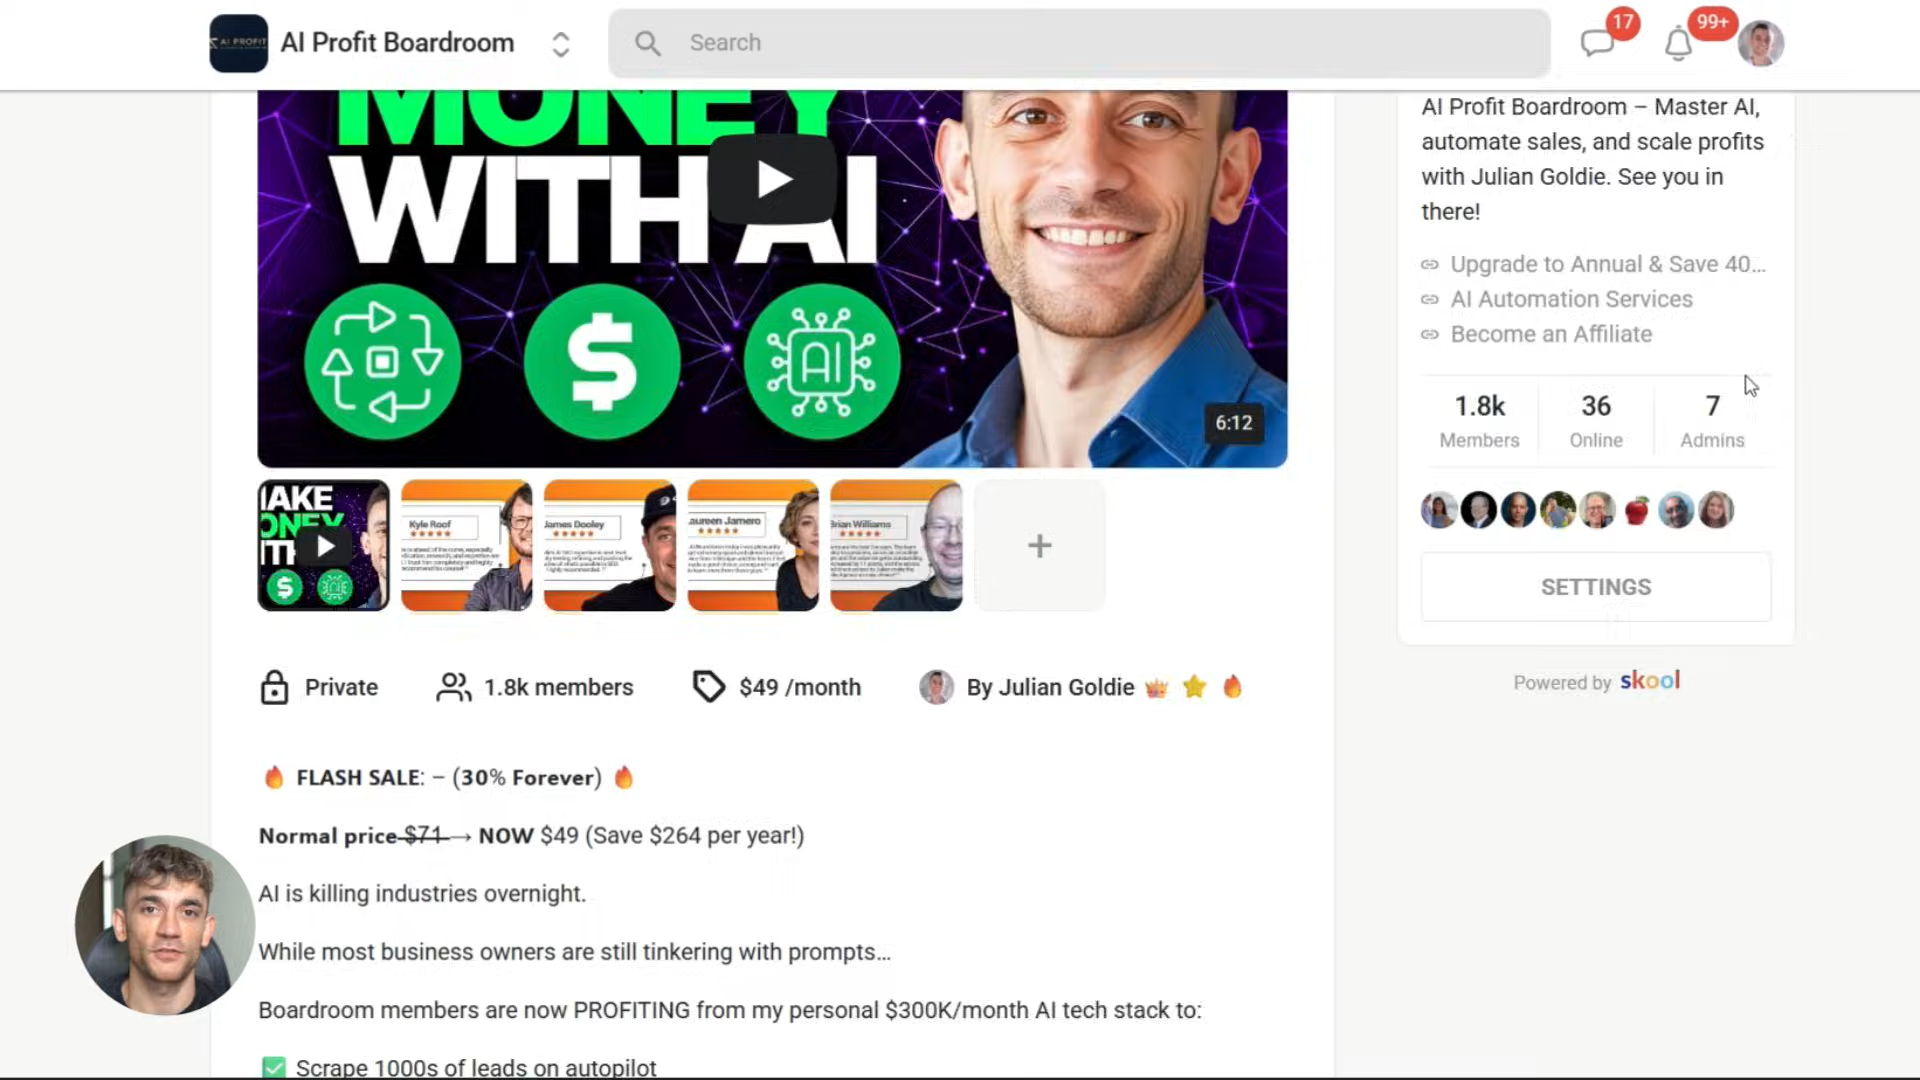 AI PROFIT
AI Profit Boardroom
Search
17
99+
MONEY
WITH AI
AI
6:12
AI Profit Boardroom – Master AI,
automate sales, and scale profits
with Julian Goldie. See you in
there!
Upgrade to Annual & Save 40...
AI Automation Services
Become an Affiliate
1.8k
Members
36
Online
7
Admins
SETTINGS
Powered by skool
Kyle Roof
James Dooley
Brian Williams
Private
1.8k members
$49 /month
By Julian Goldie 👑 ⭐ 🔥
🔥 FLASH SALE: – (30% Forever) 🔥
Normal price $71 → NOW $49 (Save $264 per year!)
AI is killing industries overnight.
While most business owners are still tinkering with prompts…
Boardroom members are now PROFITING from my personal $300K/month AI tech stack to:
✅ Scrape 1000s of leads on autopilot